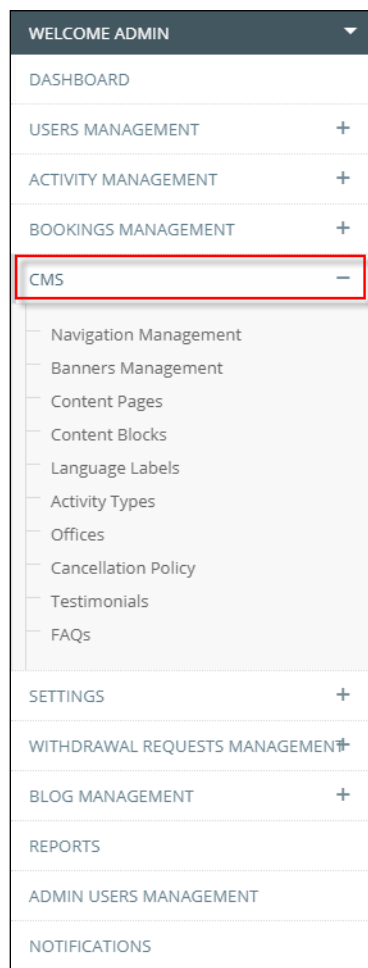 WELCOME ADMIN
DASHBOARD
USERS MANAGEMENT +
ACTIVITY MANAGEMENT +
BOOKINGS MANAGEMENT +
CMS −
Navigation Management
Banners Management
Content Pages
Content Blocks
Language Labels
Activity Types
Offices
Cancellation Policy
Testimonials
FAQs
SETTINGS +
WITHDRAWAL REQUESTS MANAGEMENT +
BLOG MANAGEMENT +
REPORTS
ADMIN USERS MANAGEMENT
NOTIFICATIONS